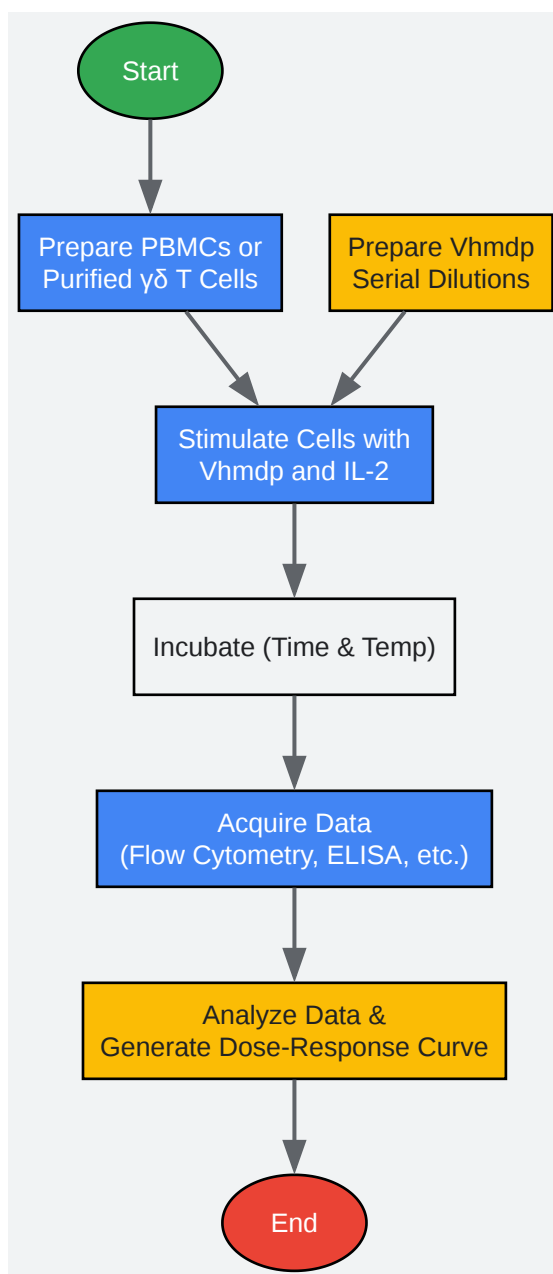 Start
Prepare PBMCs or
Purified γδ T Cells
Prepare Vhmdp
Serial Dilutions
Stimulate Cells with
Vhmdp and IL-2
Incubate (Time & Temp)
Acquire Data
(Flow Cytometry, ELISA, etc.)
Analyze Data &
Generate Dose-Response Curve
End